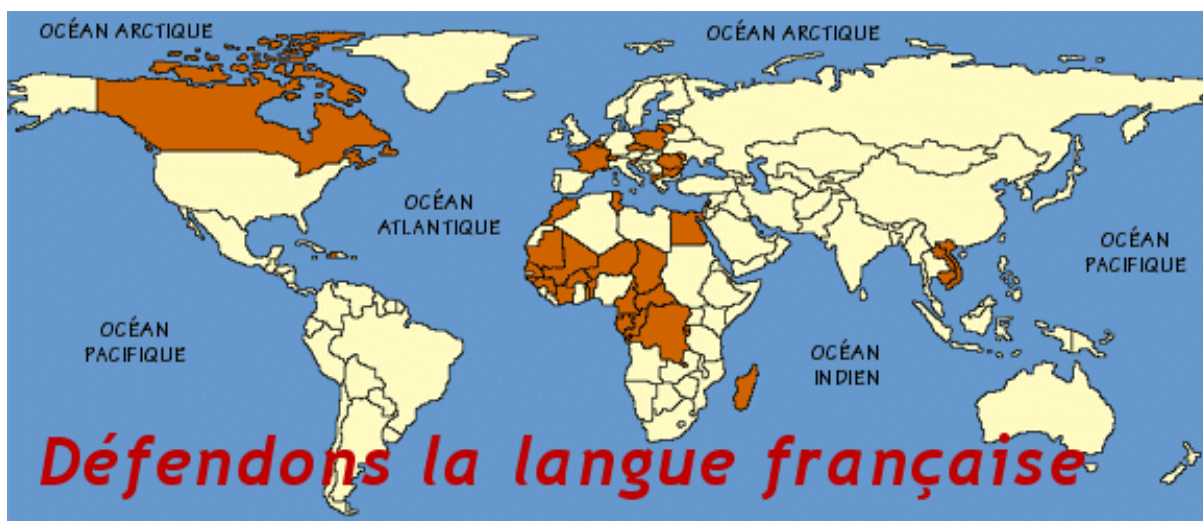 OCÉAN ARCTIQUE
OCÉAN ARCTIQUE
OCÉAN
ATLANTIQUE
OCÉAN
PACIFIQUE
OCÉAN
PACIFIQUE
OCÉAN
INDIEN
Défendons la langue française